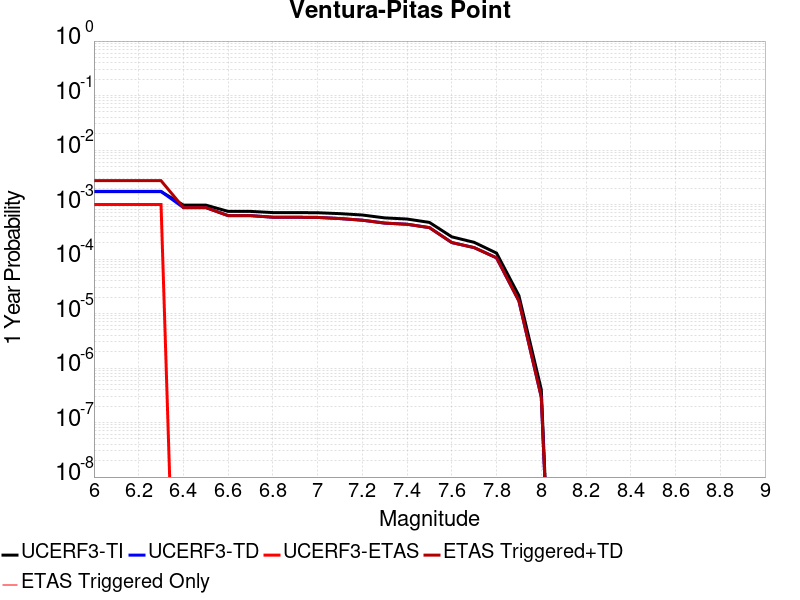 Ventura-Pitas Point
1 Year Probability
10^0
10^-1
10^-2
10^-3
10^-4
10^-5
10^-6
10^-7
10^-8
6 6.2 6.4 6.6 6.8 7 7.2 7.4 7.6 7.8 8 8.2 8.4 8.6 8.8 9
Magnitude
UCERF3-TI UCERF3-TD UCERF3-ETAS ETAS Triggered+TD
ETAS Triggered Only